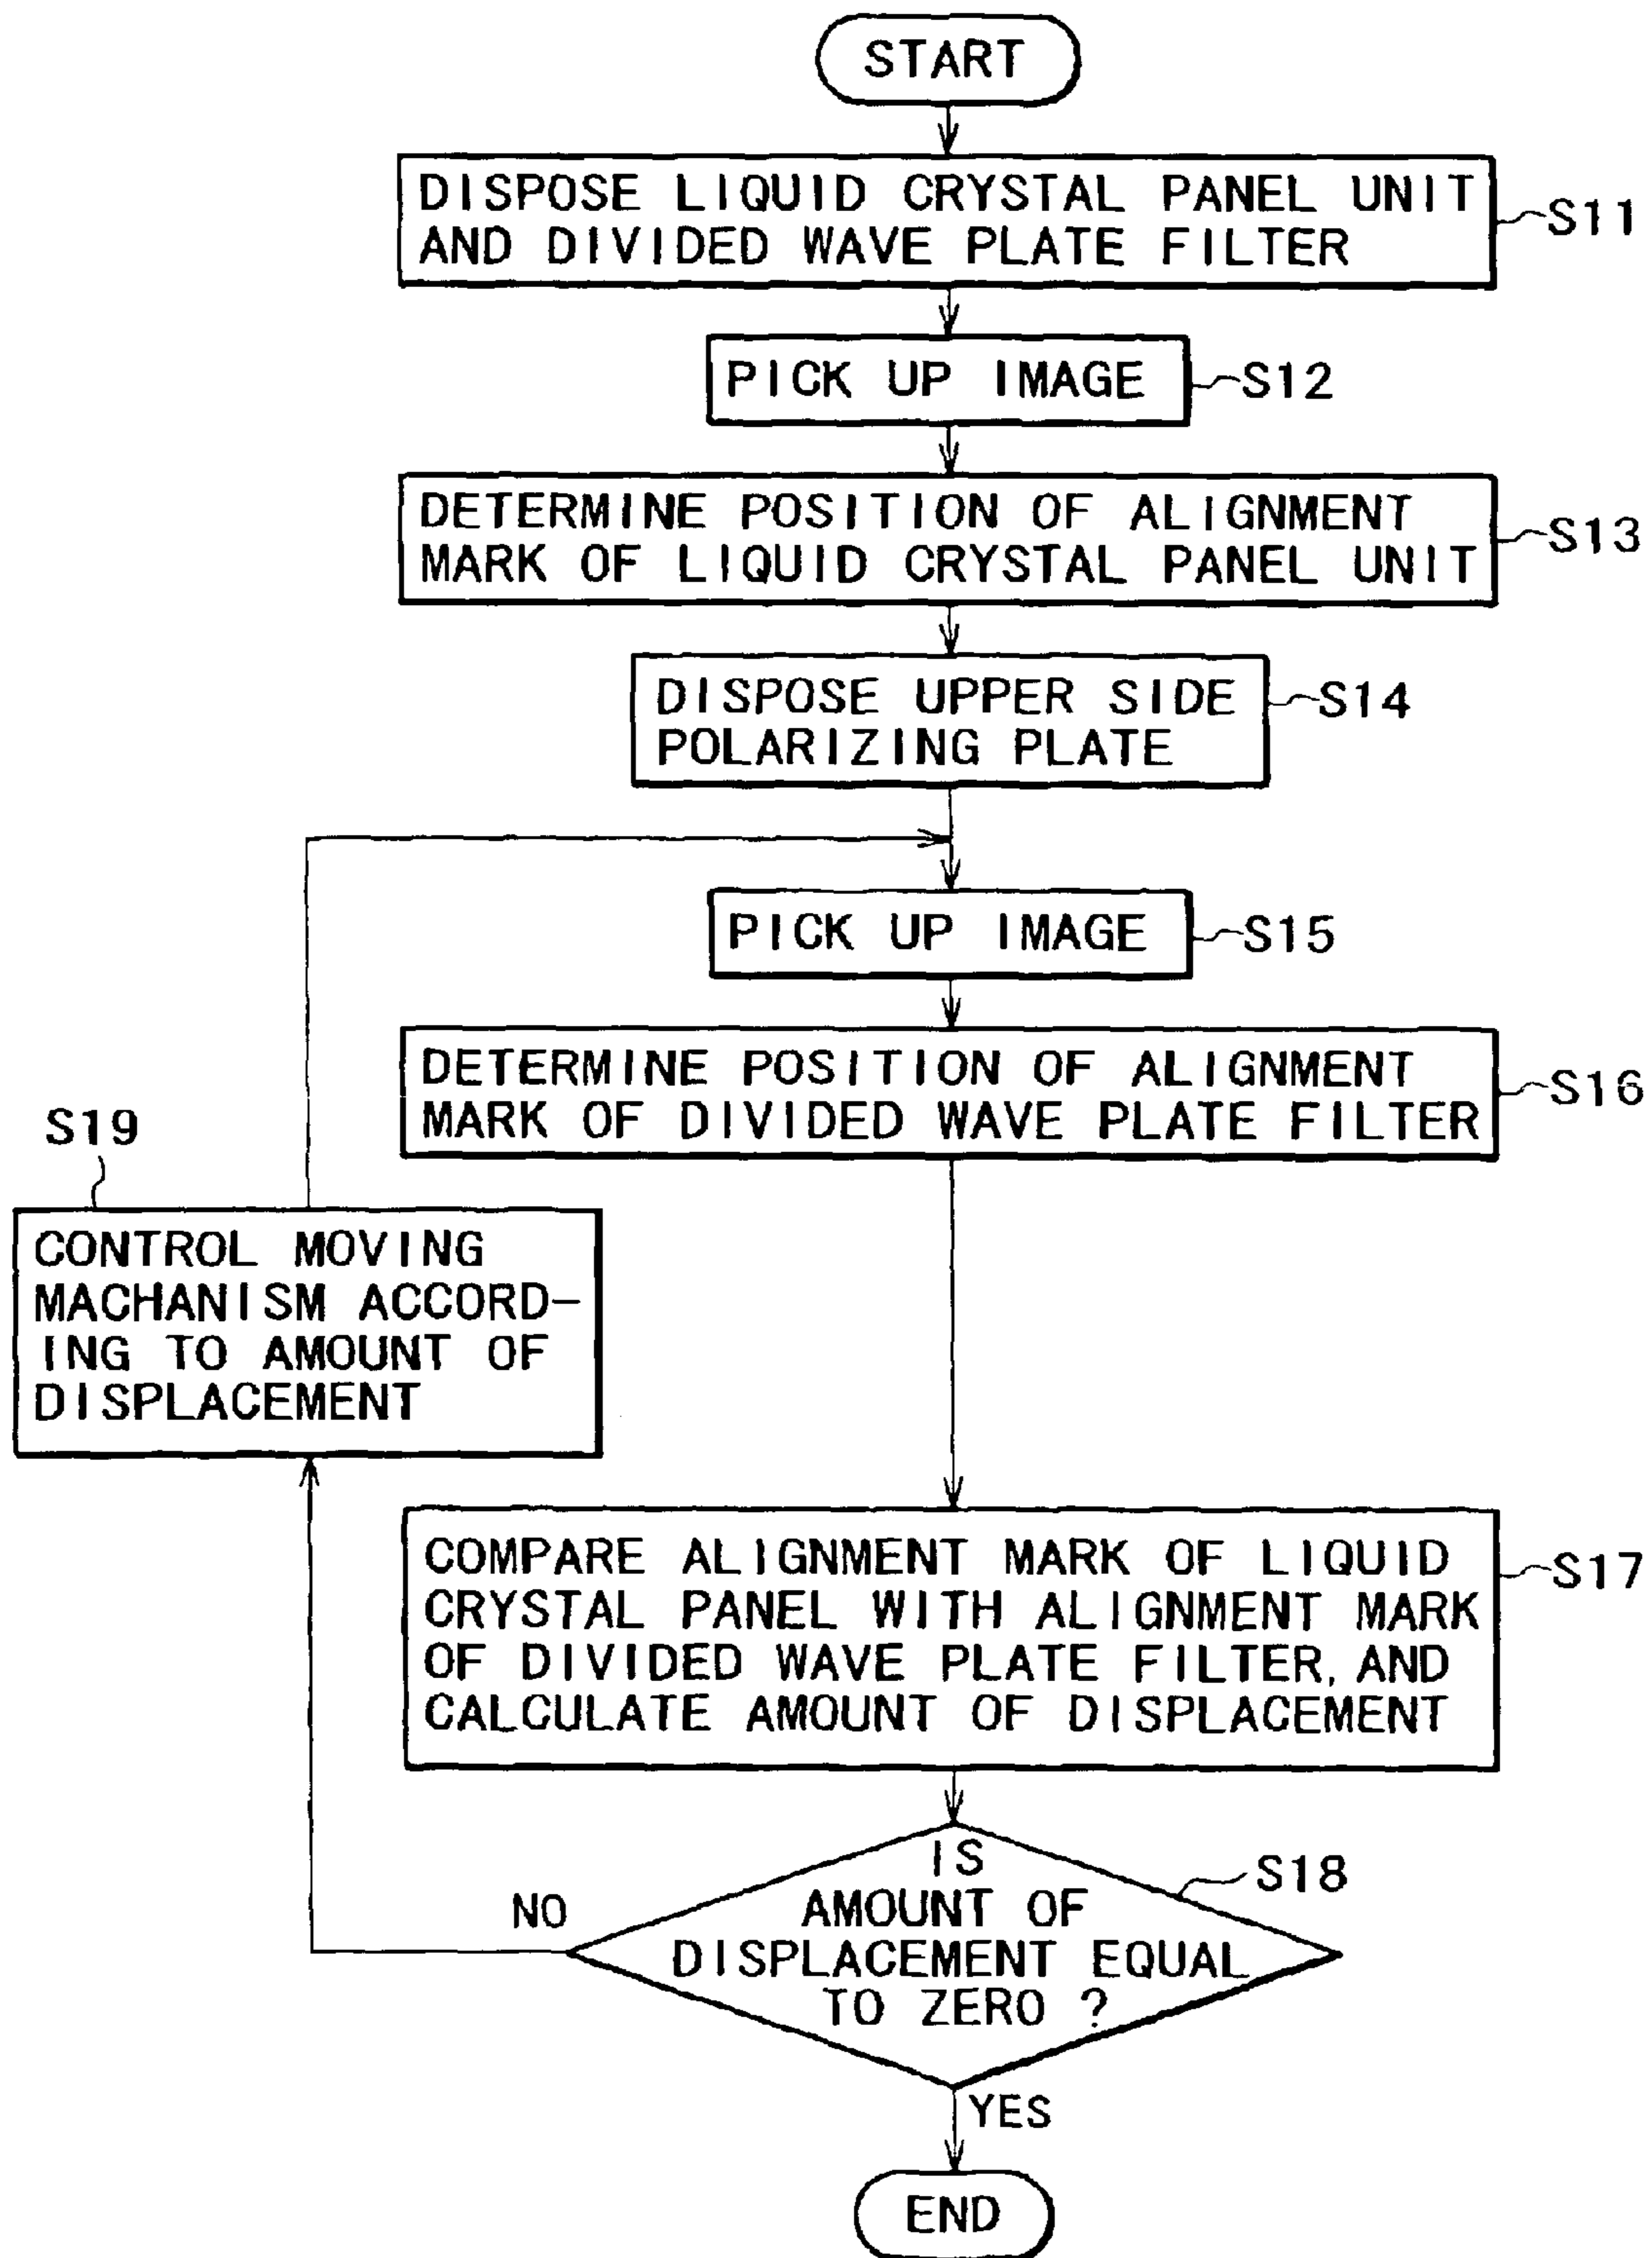 START
DISPOSE LIQUID CRYSTAL PANEL UNIT
AND DIVIDED WAVE PLATE FILTER
S11
PICK UP IMAGE
S12
DETERMINE POSITION OF ALIGNMENT
MARK OF LIQUID CRYSTAL PANEL UNIT
S13
DISPOSE UPPER SIDE
POLARIZING PLATE
S14
PICK UP IMAGE
S15
DETERMINE POSITION OF ALIGNMENT
MARK OF DIVIDED WAVE PLATE FILTER
S16
S19
CONTROL MOVING
MACHANISM ACCORD-
ING TO AMOUNT OF
DISPLACEMENT
COMPARE ALIGNMENT MARK OF LIQUID
CRYSTAL PANEL WITH ALIGNMENT MARK
OF DIVIDED WAVE PLATE FILTER, AND
CALCULATE AMOUNT OF DISPLACEMENT
S17
IS
AMOUNT OF
DISPLACEMENT EQUAL
TO ZERO ?
S18
NO
YES
END